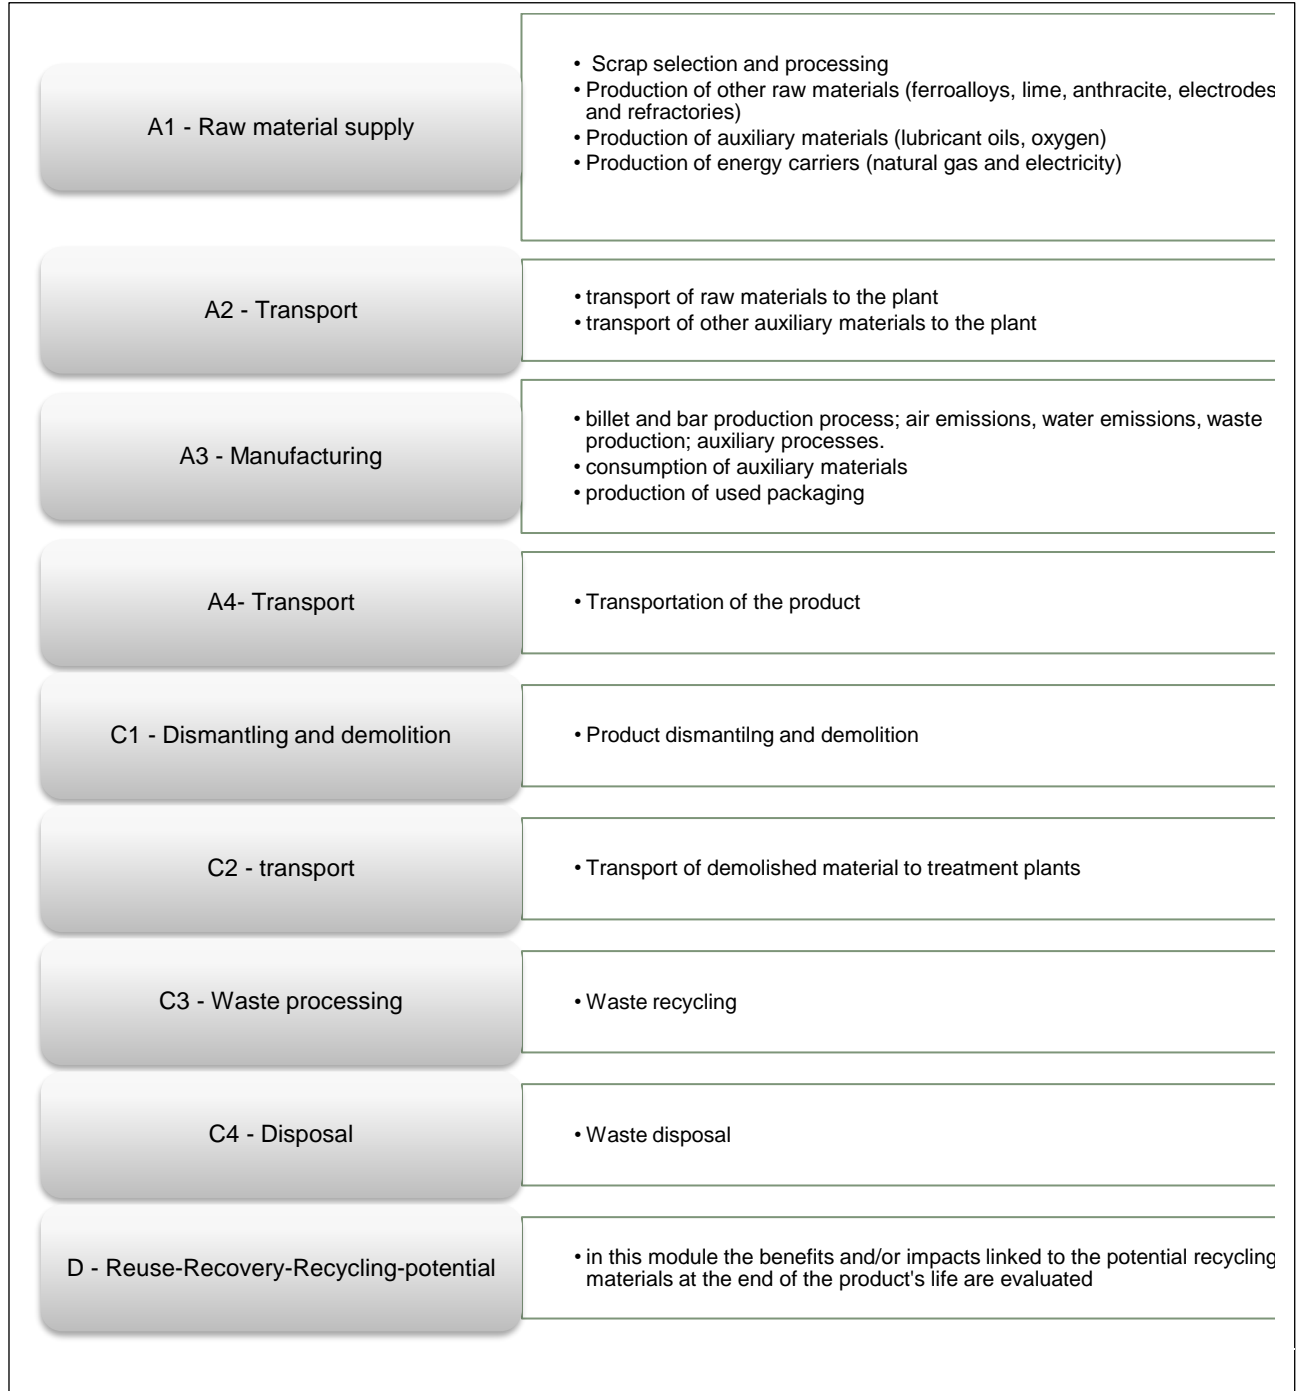 A1 - Raw material supply
• Scrap selection and processing
• Production of other raw materials (ferroalloys, lime, anthracite, electrodes
and refractories)
• Production of auxiliary materials (lubricant oils, oxygen)
• Production of energy carriers (natural gas and electricity)
A2 - Transport
• transport of raw materials to the plant
• transport of other auxiliary materials to the plant
A3 - Manufacturing
• billet and bar production process; air emissions, water emissions, waste
production; auxiliary processes.
• consumption of auxiliary materials
• production of used packaging
A4- Transport
• Transportation of the product
C1 - Dismantling and demolition
• Product dismantilng and demolition
C2 - transport
• Transport of demolished material to treatment plants
C3 - Waste processing
• Waste recycling
C4 - Disposal
• Waste disposal
D - Reuse-Recovery-Recycling-potential
• in this module the benefits and/or impacts linked to the potential recycling
materials at the end of the product's life are evaluated